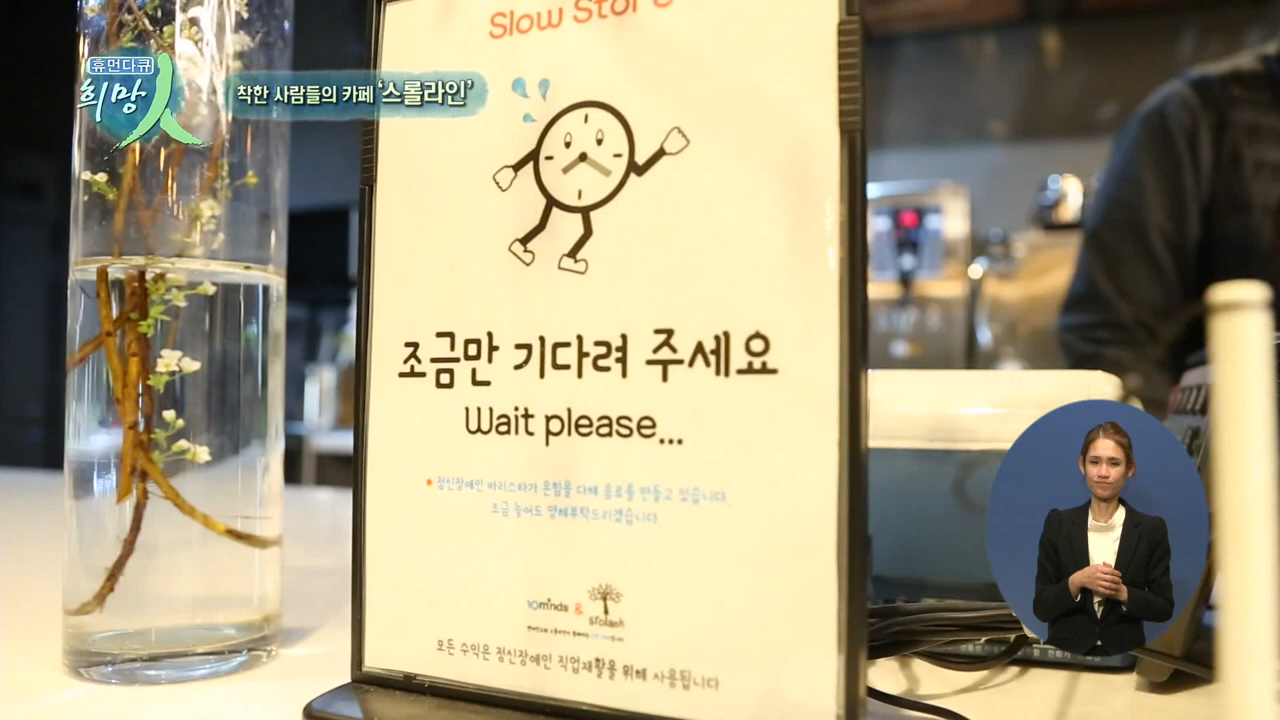 Slow Story
휴먼다큐
희망人
착한 사람들의 카페 '스롤라인'
조금만 기다려 주세요
Wait please...
★정신장애인 바리스타가 온힘을 다해 음료를 만들고 있습니다.
조금 늦어도 양해부탁드리겠습니다.
10minds &
모든 수익은 정신장애인 직업재활을 위해 사용됩니다